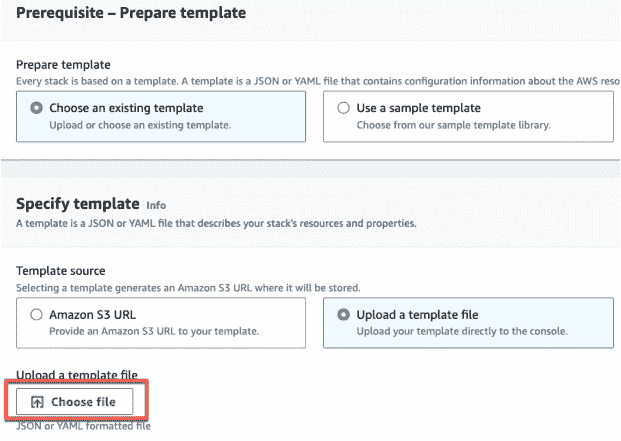 Prerequisite – Prepare template
Prepare template
Every stack is based on a template. A template is a JSON or YAML file that contains configuration information about the AWS reso
Choose an existing template
Upload or choose an existing template.
Use a sample template
Choose from our sample template library.
Specify template Info
A template is a JSON or YAML file that describes your stack's resources and properties.
Template source
Selecting a template generates an Amazon S3 URL where it will be stored.
Amazon S3 URL
Provide an Amazon S3 URL to your template.
Upload a template file
Upload your template directly to the console.
Upload a template file
Choose file
JSON or YAML formatted file